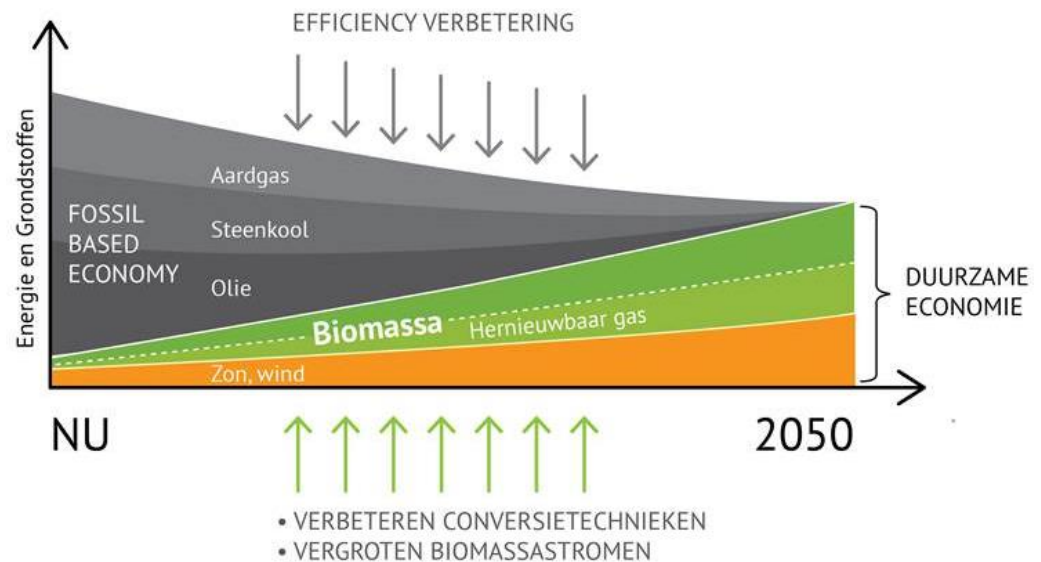 EFFICIENCY VERBETERING
Energie en Grondstoffen
Aardgas
FOSSIL
BASED
ECONOMY
Steenkool
Olie
Biomassa
Hernieuwbaar gas
Zon, wind
DUURZAME
ECONOMIE
NU
2050
• VERBETEREN CONVERSIETECHNIEKEN
• VERGROTEN BIOMASSASTROMEN